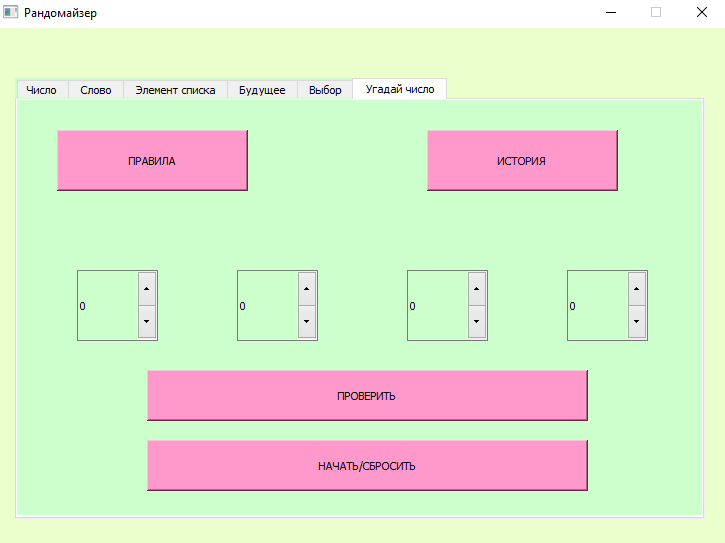 Рандомайзер
Число Слово Элемент списка Будущее Выбор Угадай число
ПРАВИЛА ИСТОРИЯ
0 0 0 0
ПРОВЕРИТЬ
НАЧАТЬ/СБРОСИТЬ